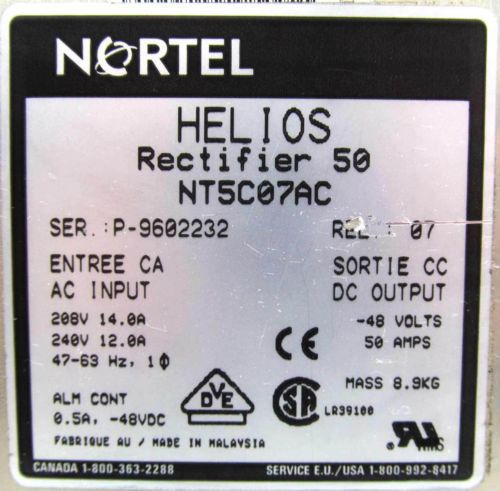 NORTEL
HELIOS
Rectifier 50
NT5C07AC
SER.:P-9602232 REL.: 07
ENTREE CA SORTIE CC
AC INPUT DC OUTPUT
208V 14.0A -48 VOLTS
240V 12.0A 50 AMPS
47-63 Hz, 1Φ CE
MASS 8.9KG
ALM CONT DVE SA
0.5A, -48VDC LR39100
FABRIQUE AU / MADE IN MALAYSIA
CANADA 1-800-363-2288 SERVICE E.U./USA 1-800-992-8417